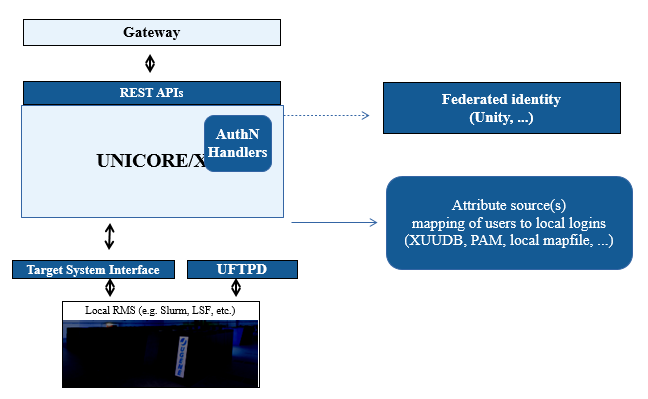 Gateway
REST APIs
AuthN
Handlers
UNICORE/X
Federated identity
(Unity, ...)
Attribute source(s)
mapping of users to local logins
(XUUDB, PAM, local mapfile, ...)
Target System Interface
UFTPD
Local RMS (e.g. Slurm, LSF, etc.)
JUGENE